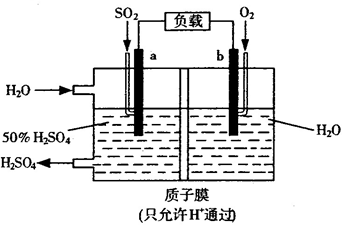 SO₂
负载
O₂
a
b
H₂O
50% H₂SO₄
H₂O
H₂SO₄
质子膜
(只允许H⁺通过)